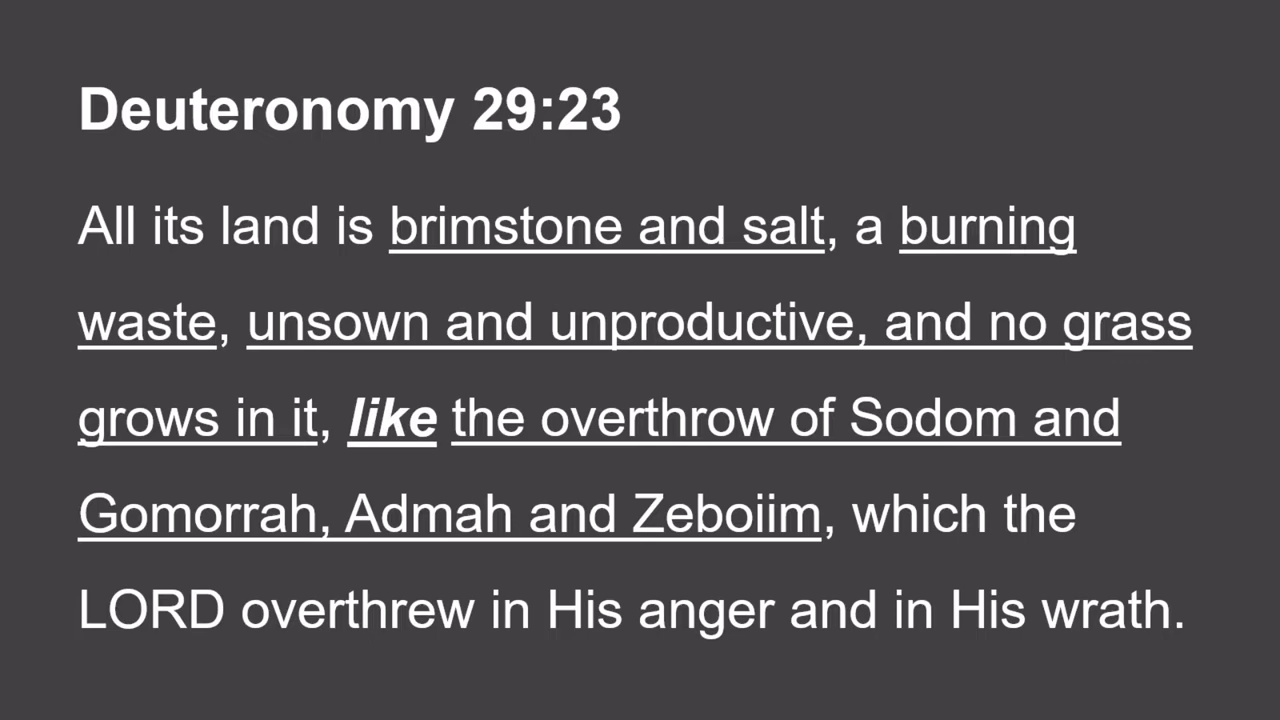 Deuteronomy 29:23
All its land is brimstone and salt, a burning
waste, unsown and unproductive, and no grass
grows in it, like the overthrow of Sodom and
Gomorrah, Admah and Zeboiim, which the
LORD overthrew in His anger and in His wrath.